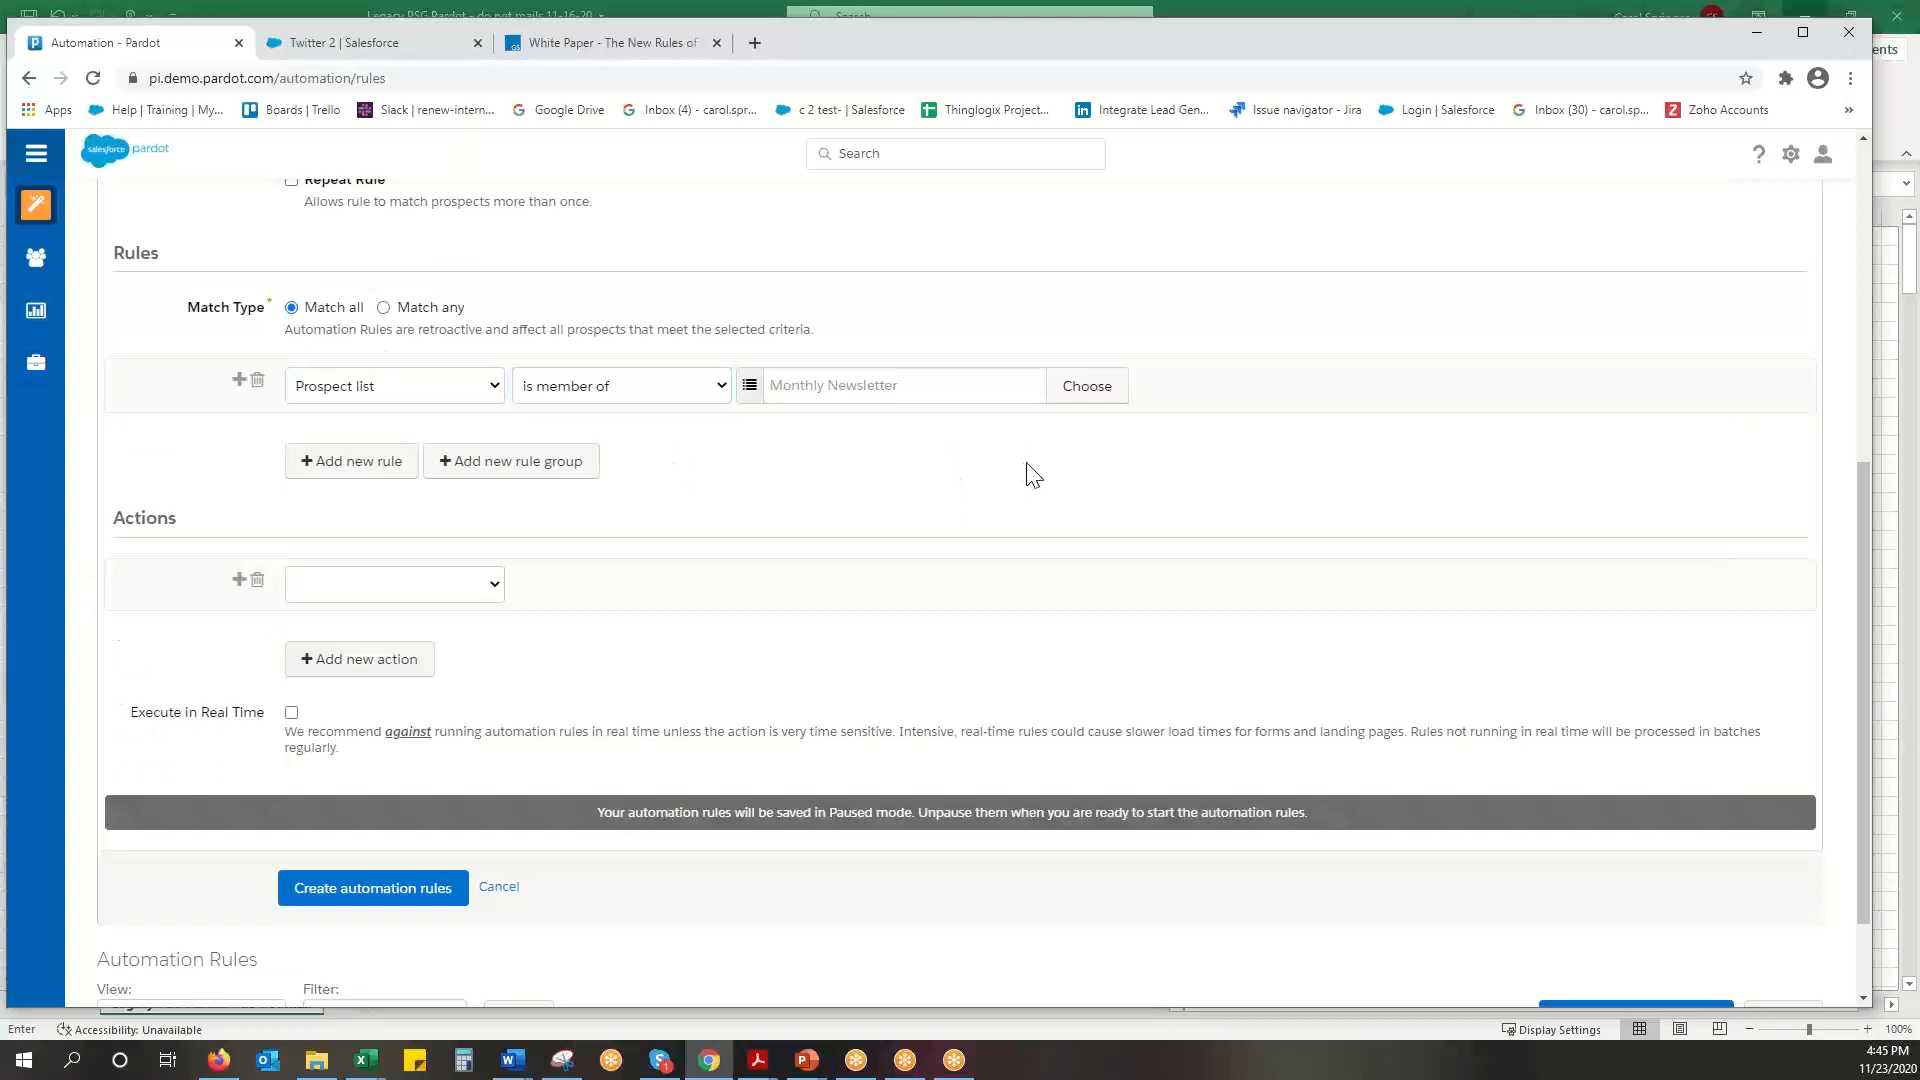 Legacy PSG Pardot - do not mails 11-16-20
Search
Carol Springer
CS
Automation - Pardot
Twitter 2 | Salesforce
White Paper - The New Rules of
pi.demo.pardot.com/automation/rules
ents
Apps
Help | Training | My...
Boards | Trello
Slack | renew-intern...
Google Drive
Inbox (4) - carol.spr...
c 2 test- | Salesforce
Thinglogix Project...
Integrate Lead Gen...
Issue navigator - Jira
Login | Salesforce
Inbox (30) - carol.sp...
Zoho Accounts
»
salesforce pardot
Search
Repeat Rule
Allows rule to match prospects more than once.
Rules
Match Type *
Match all
Match any
Automation Rules are retroactive and affect all prospects that meet the selected criteria.
Prospect list
is member of
Monthly Newsletter
Choose
+ Add new rule
+ Add new rule group
Actions
+ Add new action
Execute in Real Time
We recommend against running automation rules in real time unless the action is very time sensitive. Intensive, real-time rules could cause slower load times for forms and landing pages. Rules not running in real time will be processed in batches
regularly.
Your automation rules will be saved in Paused mode. Unpause them when you are ready to start the automation rules.
Create automation rules
Cancel
Automation Rules
View:
Filter:
Enter
Accessibility: Unavailable
Display Settings
100%
4:45 PM
11/23/2020